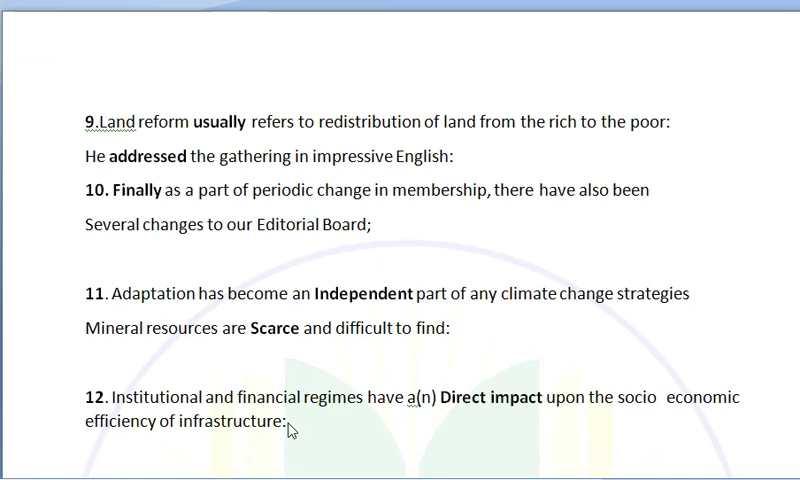 9.Land reform usually refers to redistribution of land from the rich to the poor:
He addressed the gathering in impressive English:
10. Finally as a part of periodic change in membership, there have also been
Several changes to our Editorial Board;
11. Adaptation has become an Independent part of any climate change strategies
Mineral resources are Scarce and difficult to find:
12. Institutional and financial regimes have a(n) Direct impact upon the socio economic
efficiency of infrastructure: